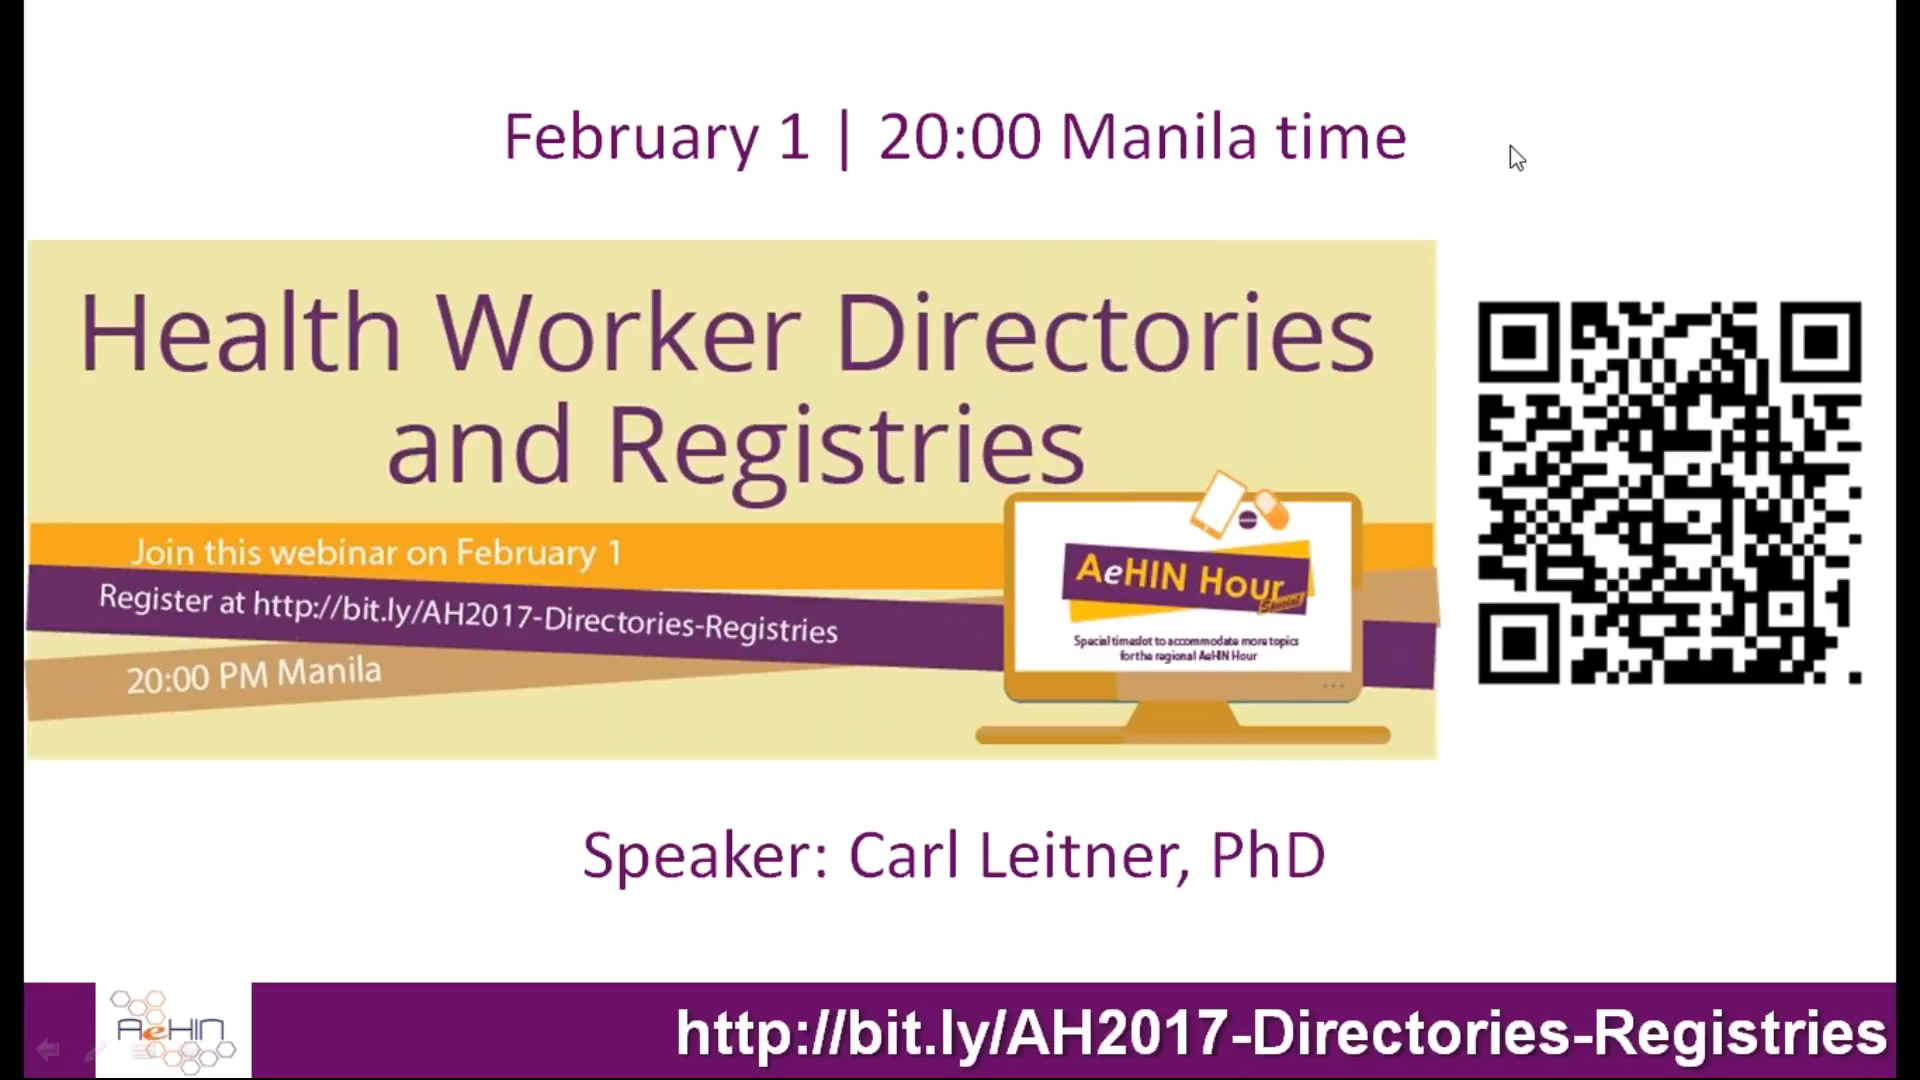 February 1 | 20:00 Manila time
Health Worker Directories
and Registries
Join this webinar on February 1
Register at http://bit.ly/AH2017-Directories-Registries
20:00 PM Manila
AeHIN Hour
Special
Special timeslot to accommodate more topics
for the regional AeHIN Hour
Speaker: Carl Leitner, PhD
AeHIN
http://bit.ly/AH2017-Directories-Registries